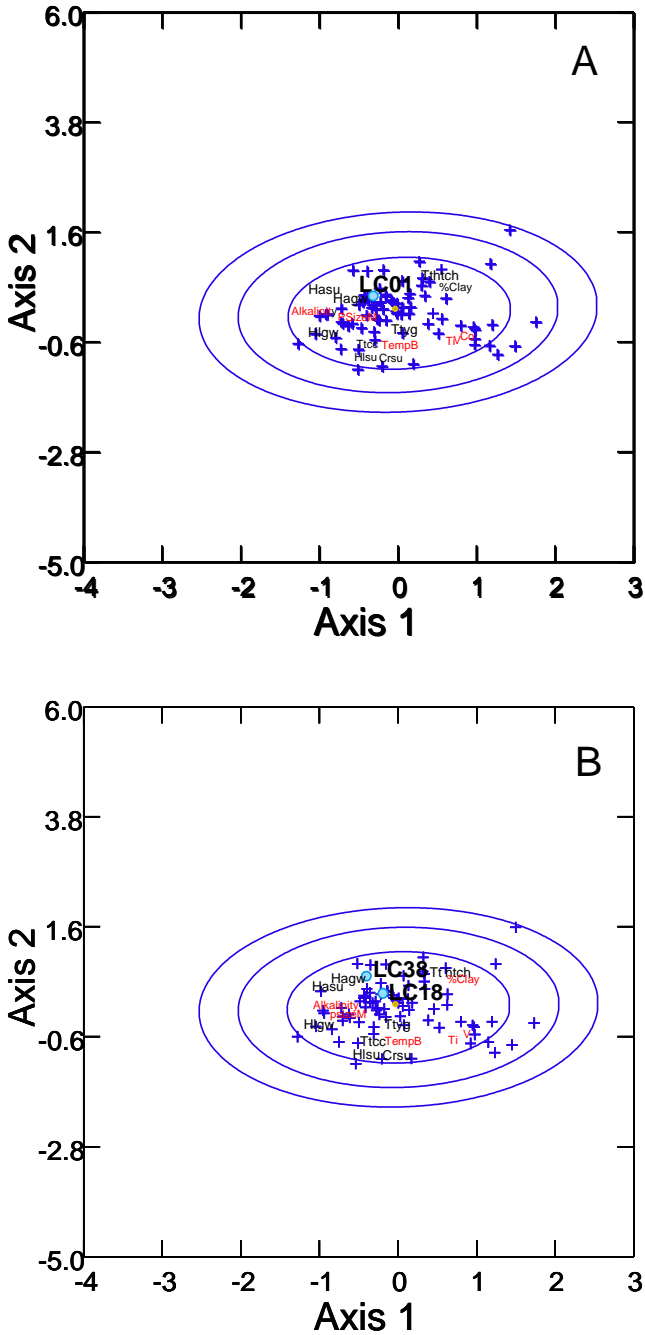 6.0
A
3.8
Axis 2
1.6
Tthtch
LC01
%Clay
Hasu
Hagw
Alkalinity
Hlgw
Ttyg
Co
V
Ti
-0.6
Ttcc
TempB
Hlsu
Crsu
-2.8
-5.0
-4 -3 -2 -1 0 1 2 3
Axis 1
6.0
B
3.8
Axis 2
1.6
LC38
Tthtch
Hagw
%Clay
Hasu
LC18
Alkalinity
Hlgw
Ttyg
V
-0.6
Ttcc
TempB
Ti
Hlsu
Crsu
-2.8
-5.0
-4 -3 -2 -1 0 1 2 3
Axis 1